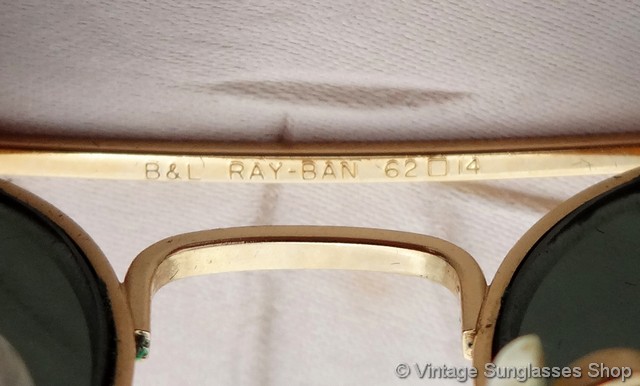 B&L RAY-BAN 62□14
© Vintage Sunglasses Shop